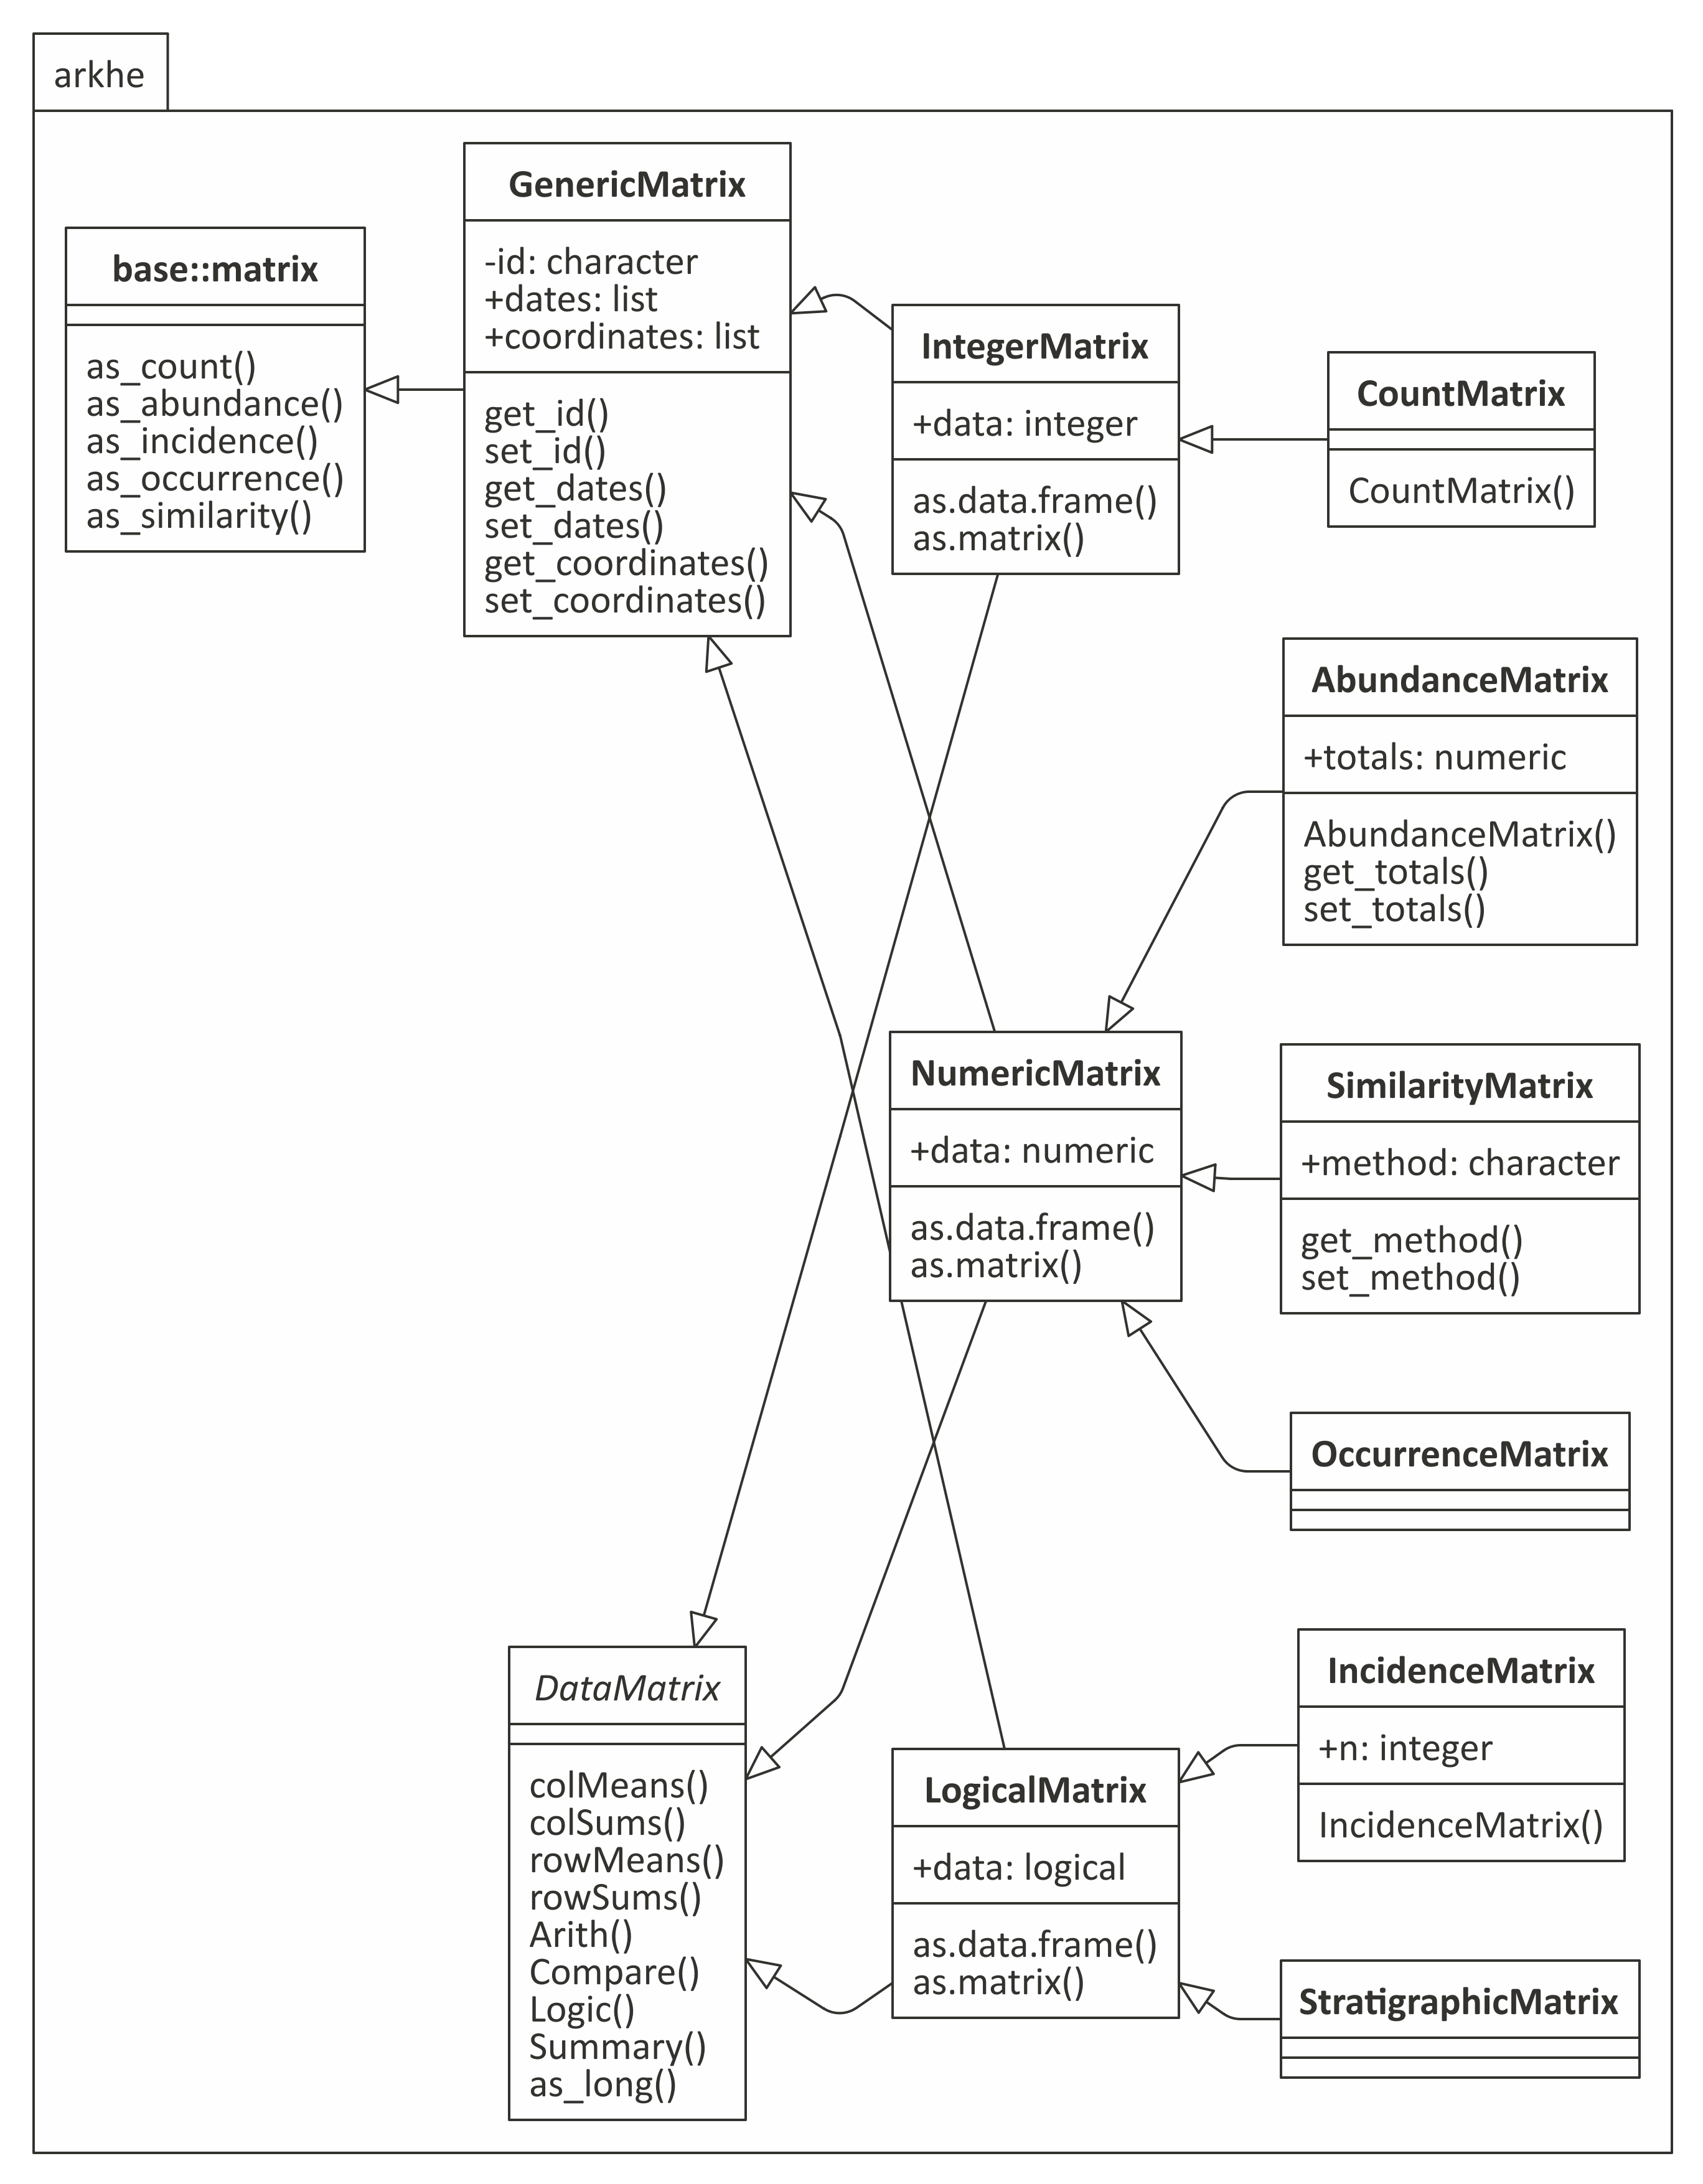 arkhe
base::matrix
as_count()
as_abundance()
as_incidence()
as_occurrence()
as_similarity()
GenericMatrix
-id: character
+dates: list
+coordinates: list
get_id()
set_id()
get_dates()
set_dates()
get_coordinates()
set_coordinates()
IntegerMatrix
+data: integer
as.data.frame()
as.matrix()
CountMatrix
CountMatrix()
AbundanceMatrix
+totals: numeric
AbundanceMatrix()
get_totals()
set_totals()
NumericMatrix
+data: numeric
as.data.frame()
as.matrix()
SimilarityMatrix
+method: character
get_method()
set_method()
OccurrenceMatrix
DataMatrix
colMeans()
colSums()
rowMeans()
rowSums()
Arith()
Compare()
Logic()
Summary()
as_long()
LogicalMatrix
+data: logical
as.data.frame()
as.matrix()
IncidenceMatrix
+n: integer
IncidenceMatrix()
StratigraphicMatrix